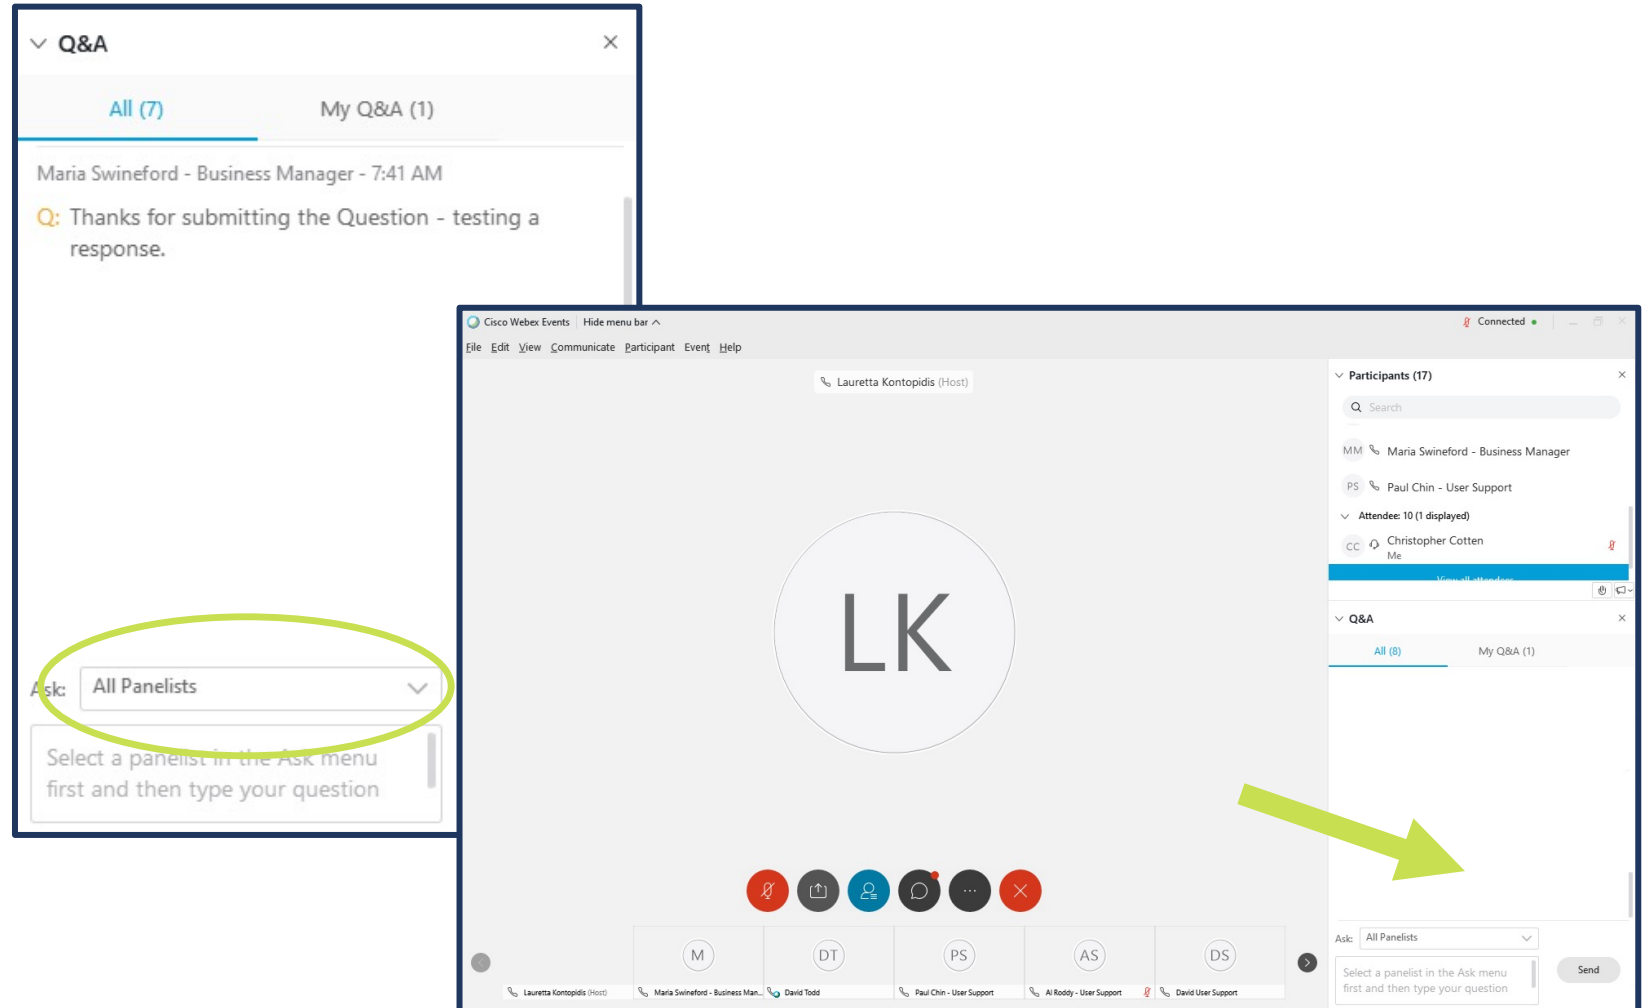 Q&A
All (7) My Q&A (1)
Maria Swineford - Business Manager - 7:41 AM
Q: Thanks for submitting the Question - testing a
response.
Ask: All Panelists
Select a panelist in the Ask menu
first and then type your question
Cisco Webex Events Hide menu bar
Connected
File Edit View Communicate Participant Event Help
Lauretta Kontopidis (Host)
LK
Participants (17)
Search
MM Maria Swineford - Business Manager
PS Paul Chin - User Support
Attendee: 10 (1 displayed)
CC Christopher Cotten
Me
View all attendees
Q&A
All (8) My Q&A (1)
Ask: All Panelists
Select a panelist in the Ask menu
first and then type your question
Send
M DT PS AS DS
Lauretta Kontopidis (Host) Maria Swineford - Business Man... David Todd Paul Chin - User Support Al Roddy - User Support David User Support